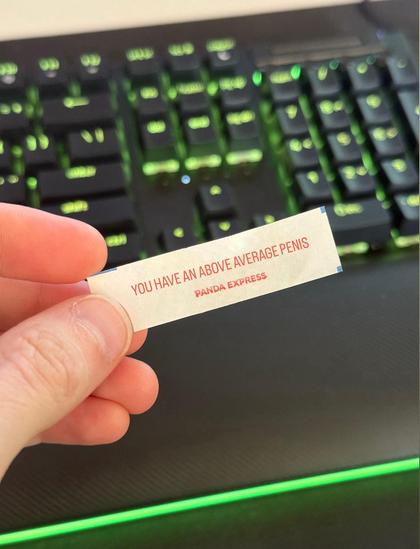 YOU HAVE AN ABOVE AVERAGE PENIS
PANDA EXPRESS